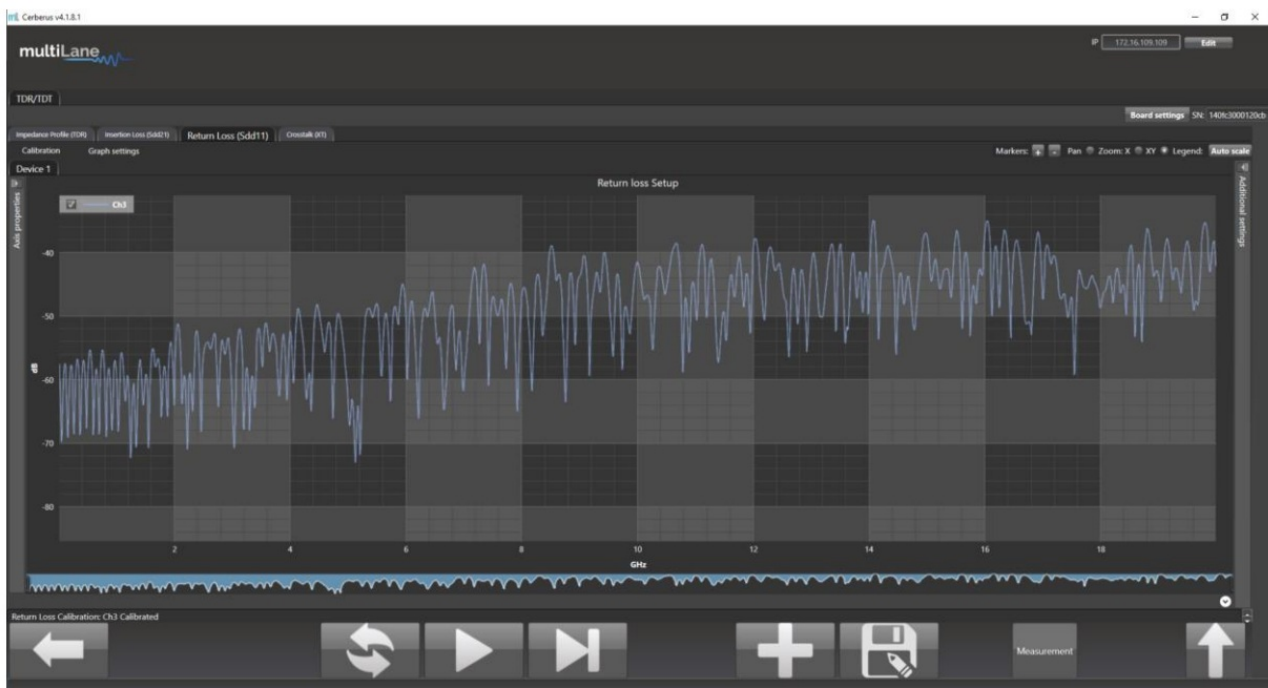 mL Cerberus v4.1.8.1
multiLane
IP 172.16.109.109 Edit
TDR/TDT
Board settings SN: 140fc3000120cb
Impedance Profile (TDR) Insertion Loss (Sdd21) Return Loss (Sdd11) Crosstalk (XT)
Calibration Graph settings Markers: + - Pan Zoom: X XY Legend: Auto scale
Device 1
Return loss Setup
Axis properties
Additional settings
Ch3
-40
-50
dB
-60
-70
-80
2 4 6 8 10 12 14 16 18
GHz
Return Loss Calibration: Ch3 Calibrated
Measurement